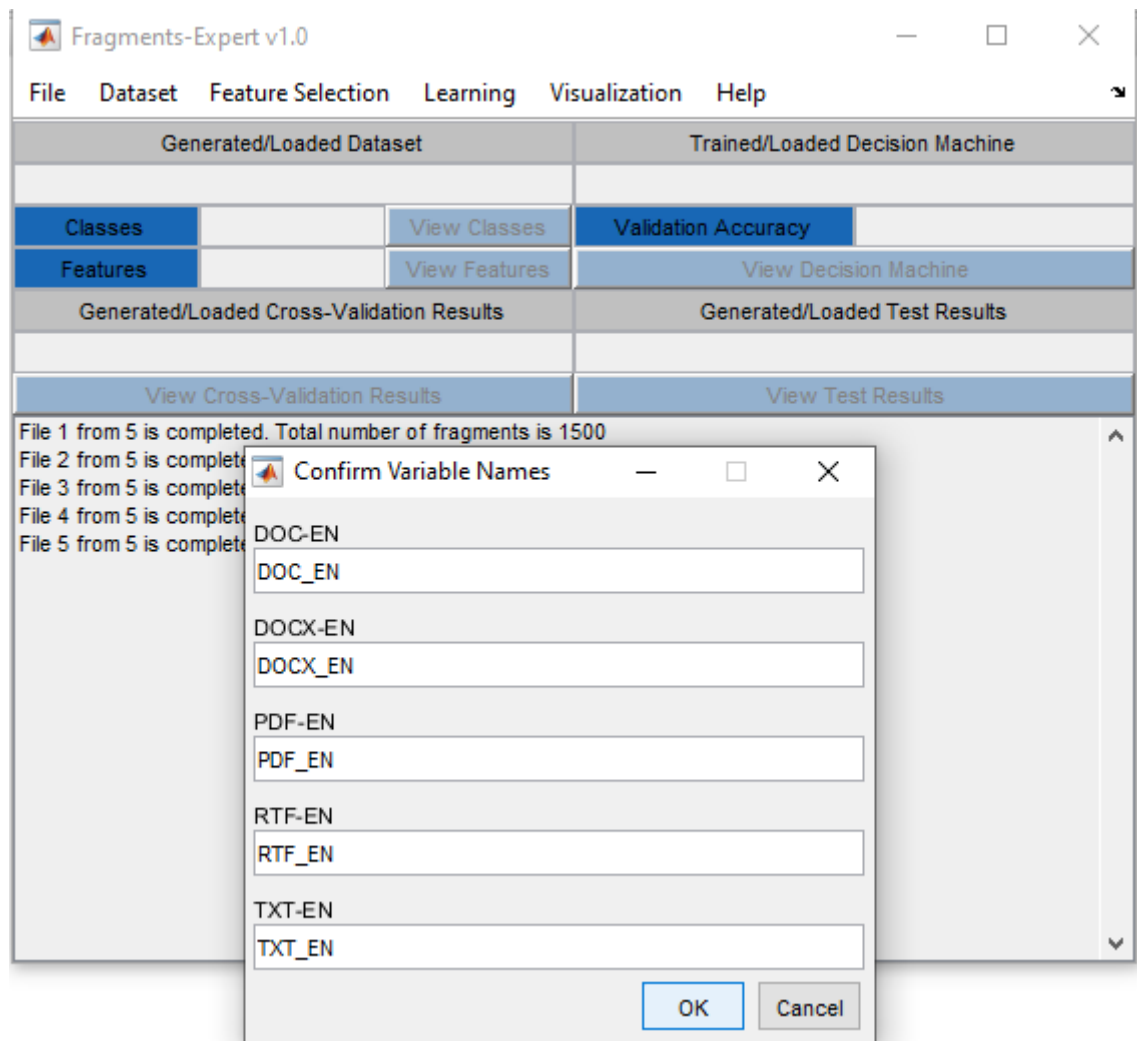 Fragments-Expert v1.0
File Dataset Feature Selection Learning Visualization Help
Generated/Loaded Dataset Trained/Loaded Decision Machine
Classes View Classes Validation Accuracy
Features View Features View Decision Machine
Generated/Loaded Cross-Validation Results Generated/Loaded Test Results
View Cross-Validation Results View Test Results
File 1 from 5 is completed. Total number of fragments is 1500
File 2 from 5 is complete
File 3 from 5 is complete
File 4 from 5 is complete
File 5 from 5 is complete
Confirm Variable Names
DOC-EN
DOC_EN
DOCX-EN
DOCX_EN
PDF-EN
PDF_EN
RTF-EN
RTF_EN
TXT-EN
TXT_EN
OK Cancel